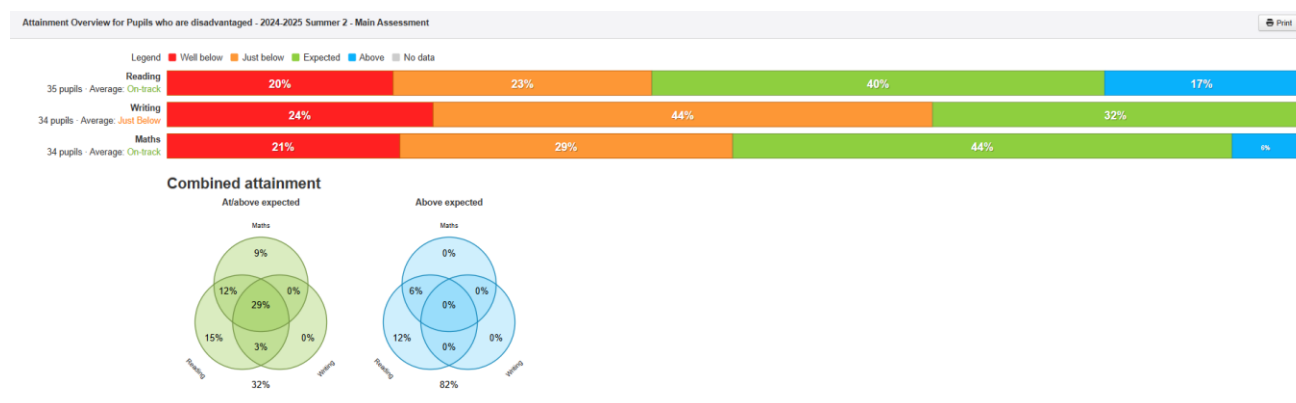 Attainment Overview for Pupils who are disadvantaged - 2024-2025 Summer 2 - Main Assessment
Print
Legend Well below Just below Expected Above No data
Reading
35 pupils · Average: On-track
20% 23% 40% 17%
Writing
34 pupils · Average: Just Below
24% 44% 32%
Maths
34 pupils · Average: On-track
21% 29% 44% 6%
Combined attainment
At/above expected Above expected
Maths Maths
9% 0%
12% 0% 6% 0%
29% 0%
15% 3% 0% 12% 0% 0%
Reading Writing Reading Writing
32% 82%